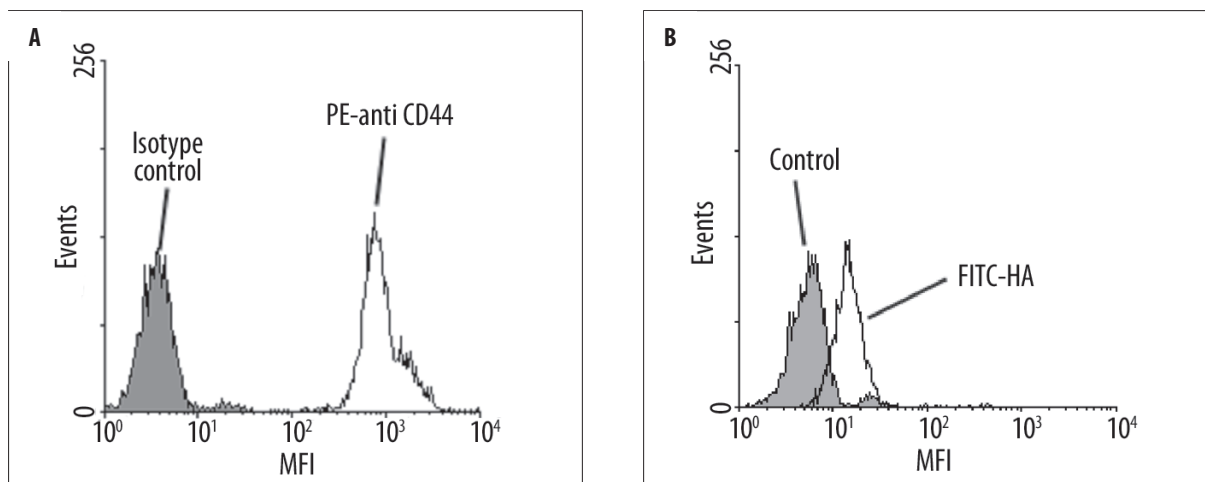 A
256
Events
0
Isotype
control
PE-anti CD44
10⁰ 10¹ 10² 10³ 10⁴
MFI
B
256
Events
0
Control
FITC-HA
10⁰ 10¹ 10² 10³ 10⁴
MFI